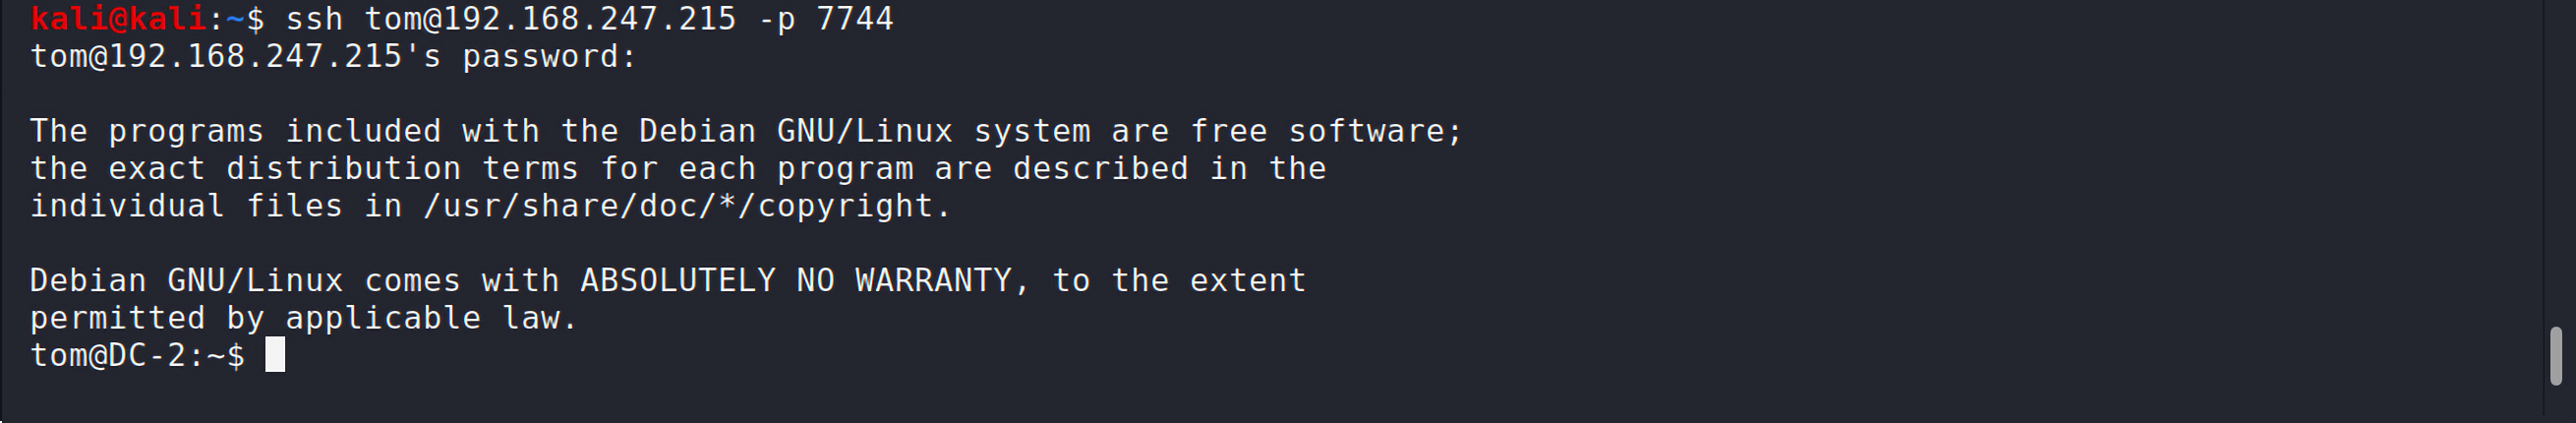 kali@kali:~$ ssh tom@192.168.247.215 -p 7744
tom@192.168.247.215's password:
The programs included with the Debian GNU/Linux system are free software;
the exact distribution terms for each program are described in the
individual files in /usr/share/doc/*/copyright.
Debian GNU/Linux comes with ABSOLUTELY NO WARRANTY, to the extent
permitted by applicable law.
tom@DC-2:~$